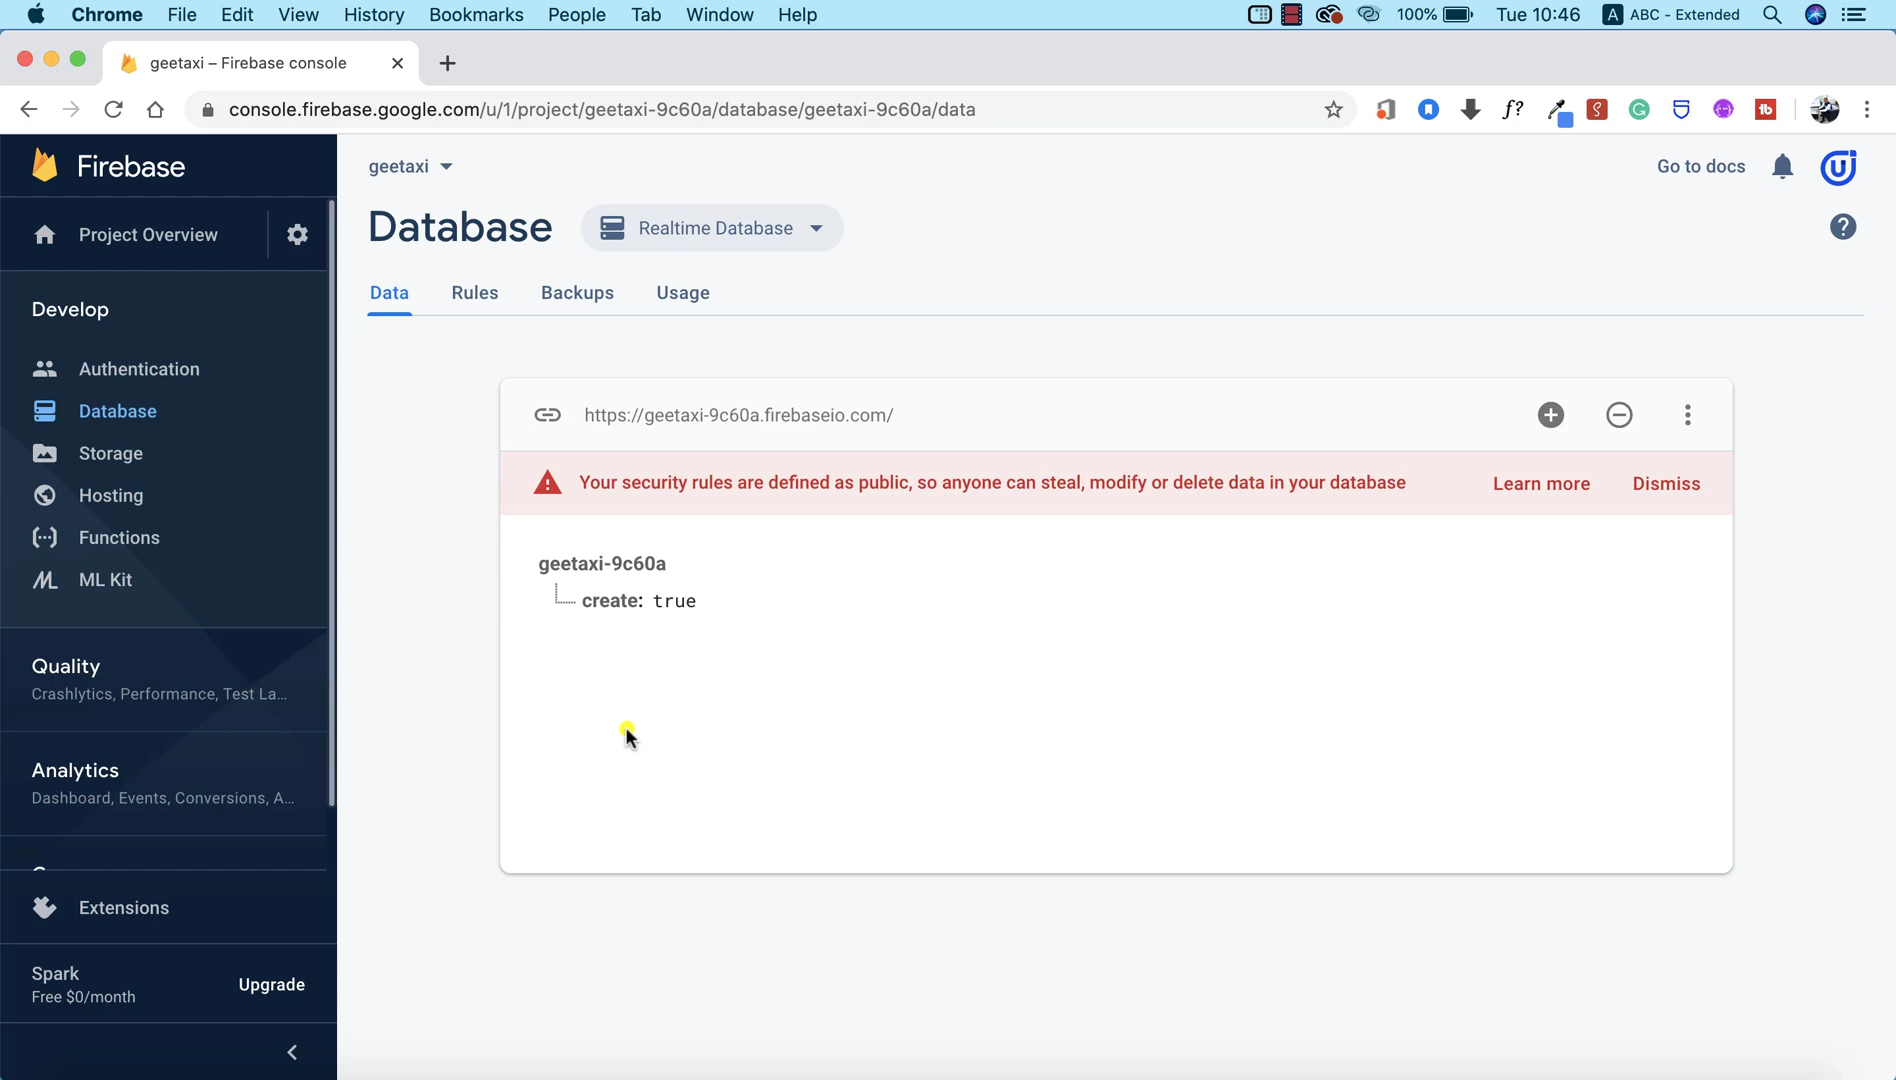 Chrome File Edit View History Bookmarks People Tab Window Help 100% Tue 10:46 A ABC - Extended
geetaxi – Firebase console
console.firebase.google.com/u/1/project/geetaxi-9c60a/database/geetaxi-9c60a/data
Firebase
geetaxi
Go to docs
Project Overview
Database
Realtime Database
Data Rules Backups Usage
Develop
Authentication
Database
Storage
Hosting
Functions
ML Kit
https://geetaxi-9c60a.firebaseio.com/
Your security rules are defined as public, so anyone can steal, modify or delete data in your database
Learn more
Dismiss
geetaxi-9c60a
create: true
Quality
Crashlytics, Performance, Test La…
Analytics
Dashboard, Events, Conversions, A…
Extensions
Spark
Free $0/month
Upgrade